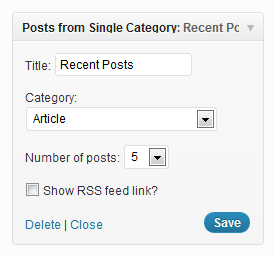 Posts from Single Category: Recent Po
Title: Recent Posts
Category:
Article
Number of posts: 5
Show RSS feed link?
Delete | Close Save